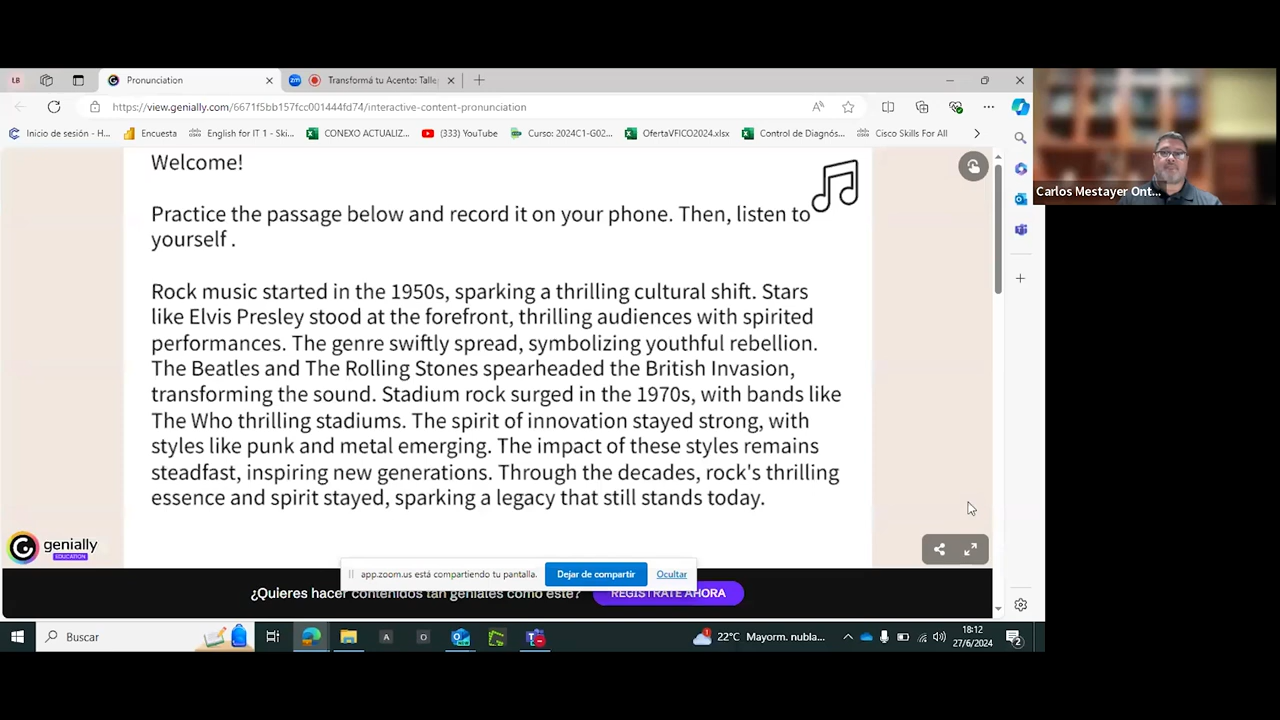 LB
Pronunciation
zm
Transformá tu Acento: Talle
https://view.genially.com/6671f5bb157fcc001444fd74/interactive-content-pronunciation
Inicio de sesión - H...
Encuesta
English for IT 1 - Ski...
CONEXO ACTUALIZ...
(333) YouTube
Curso: 2024C1-G02...
OfertaVFICO2024.xlsx
Control de Diagnós...
Cisco Skills For All
Carlos Mestayer Ont...
Welcome!
Practice the passage below and record it on your phone. Then, listen to
yourself .
Rock music started in the 1950s, sparking a thrilling cultural shift. Stars
like Elvis Presley stood at the forefront, thrilling audiences with spirited
performances. The genre swiftly spread, symbolizing youthful rebellion.
The Beatles and The Rolling Stones spearheaded the British Invasion,
transforming the sound. Stadium rock surged in the 1970s, with bands like
The Who thrilling stadiums. The spirit of innovation stayed strong, with
styles like punk and metal emerging. The impact of these styles remains
steadfast, inspiring new generations. Through the decades, rock's thrilling
essence and spirit stayed, sparking a legacy that still stands today.
genially
EDUCATION
app.zoom.us está compartiendo tu pantalla.
Dejar de compartir
Ocultar
¿Quieres hacer contenidos tan geniales como este?
REGÍSTRATE AHORA
Buscar
22°C Mayorm. nubla...
18:12
27/6/2024